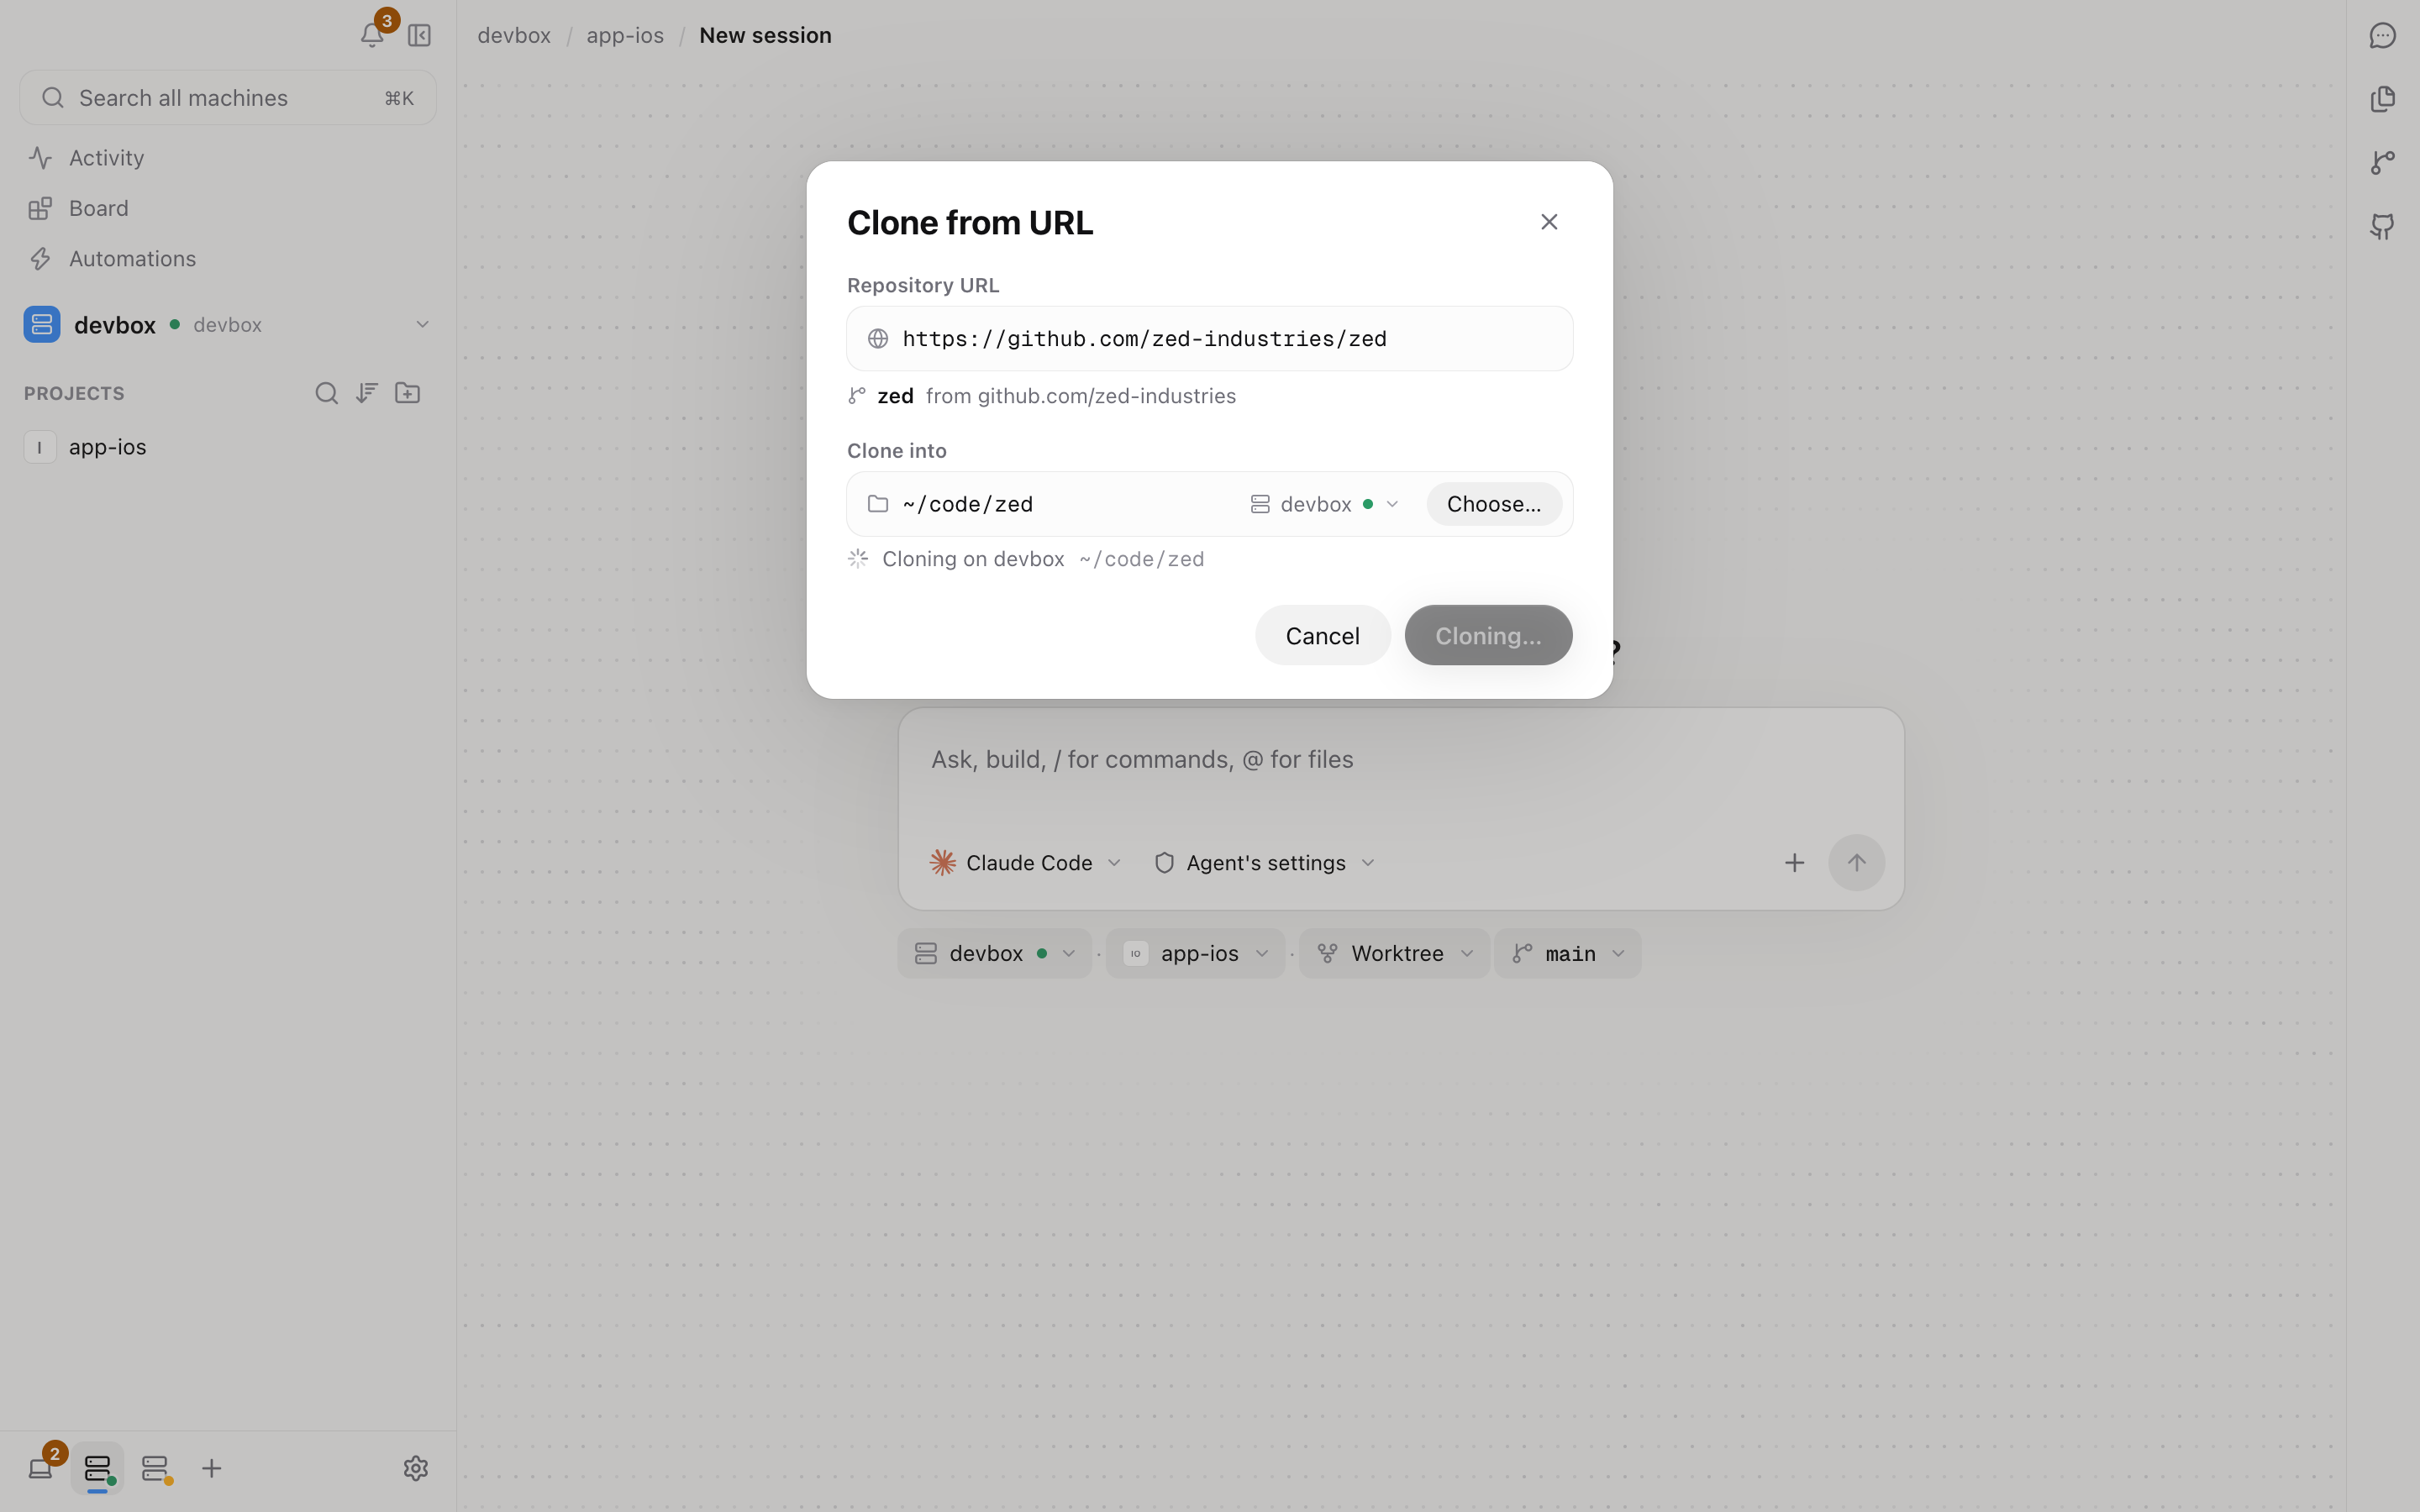 3
devbox / app-ios / New session
Search all machines ⌘K
Activity
Board
Automations
devbox devbox
PROJECTS
I app-ios
Clone from URL
Repository URL
https://github.com/zed-industries/zed
zed from github.com/zed-industries
Clone into
~/code/zed devbox Choose...
Cloning on devbox ~/code/zed
Cancel Cloning...
?
Ask, build, / for commands, @ for files
Claude Code Agent's settings
devbox · IO app-ios · Worktree main
2